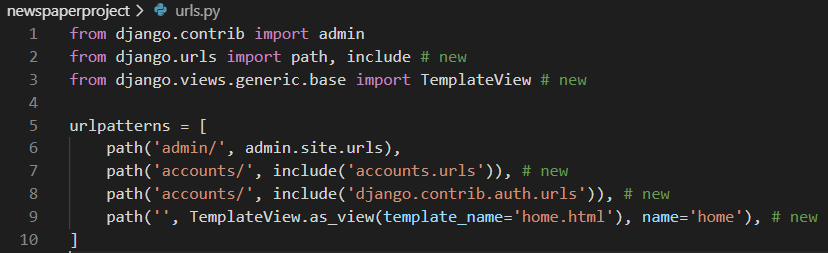 newspaperproject > urls.py
1 from django.contrib import admin
2 from django.urls import path, include # new
3 from django.views.generic.base import TemplateView # new
4
5 urlpatterns = [
6     path('admin/', admin.site.urls),
7     path('accounts/', include('accounts.urls')), # new
8     path('accounts/', include('django.contrib.auth.urls')), # new
9     path('', TemplateView.as_view(template_name='home.html'), name='home'), # new
10 ]